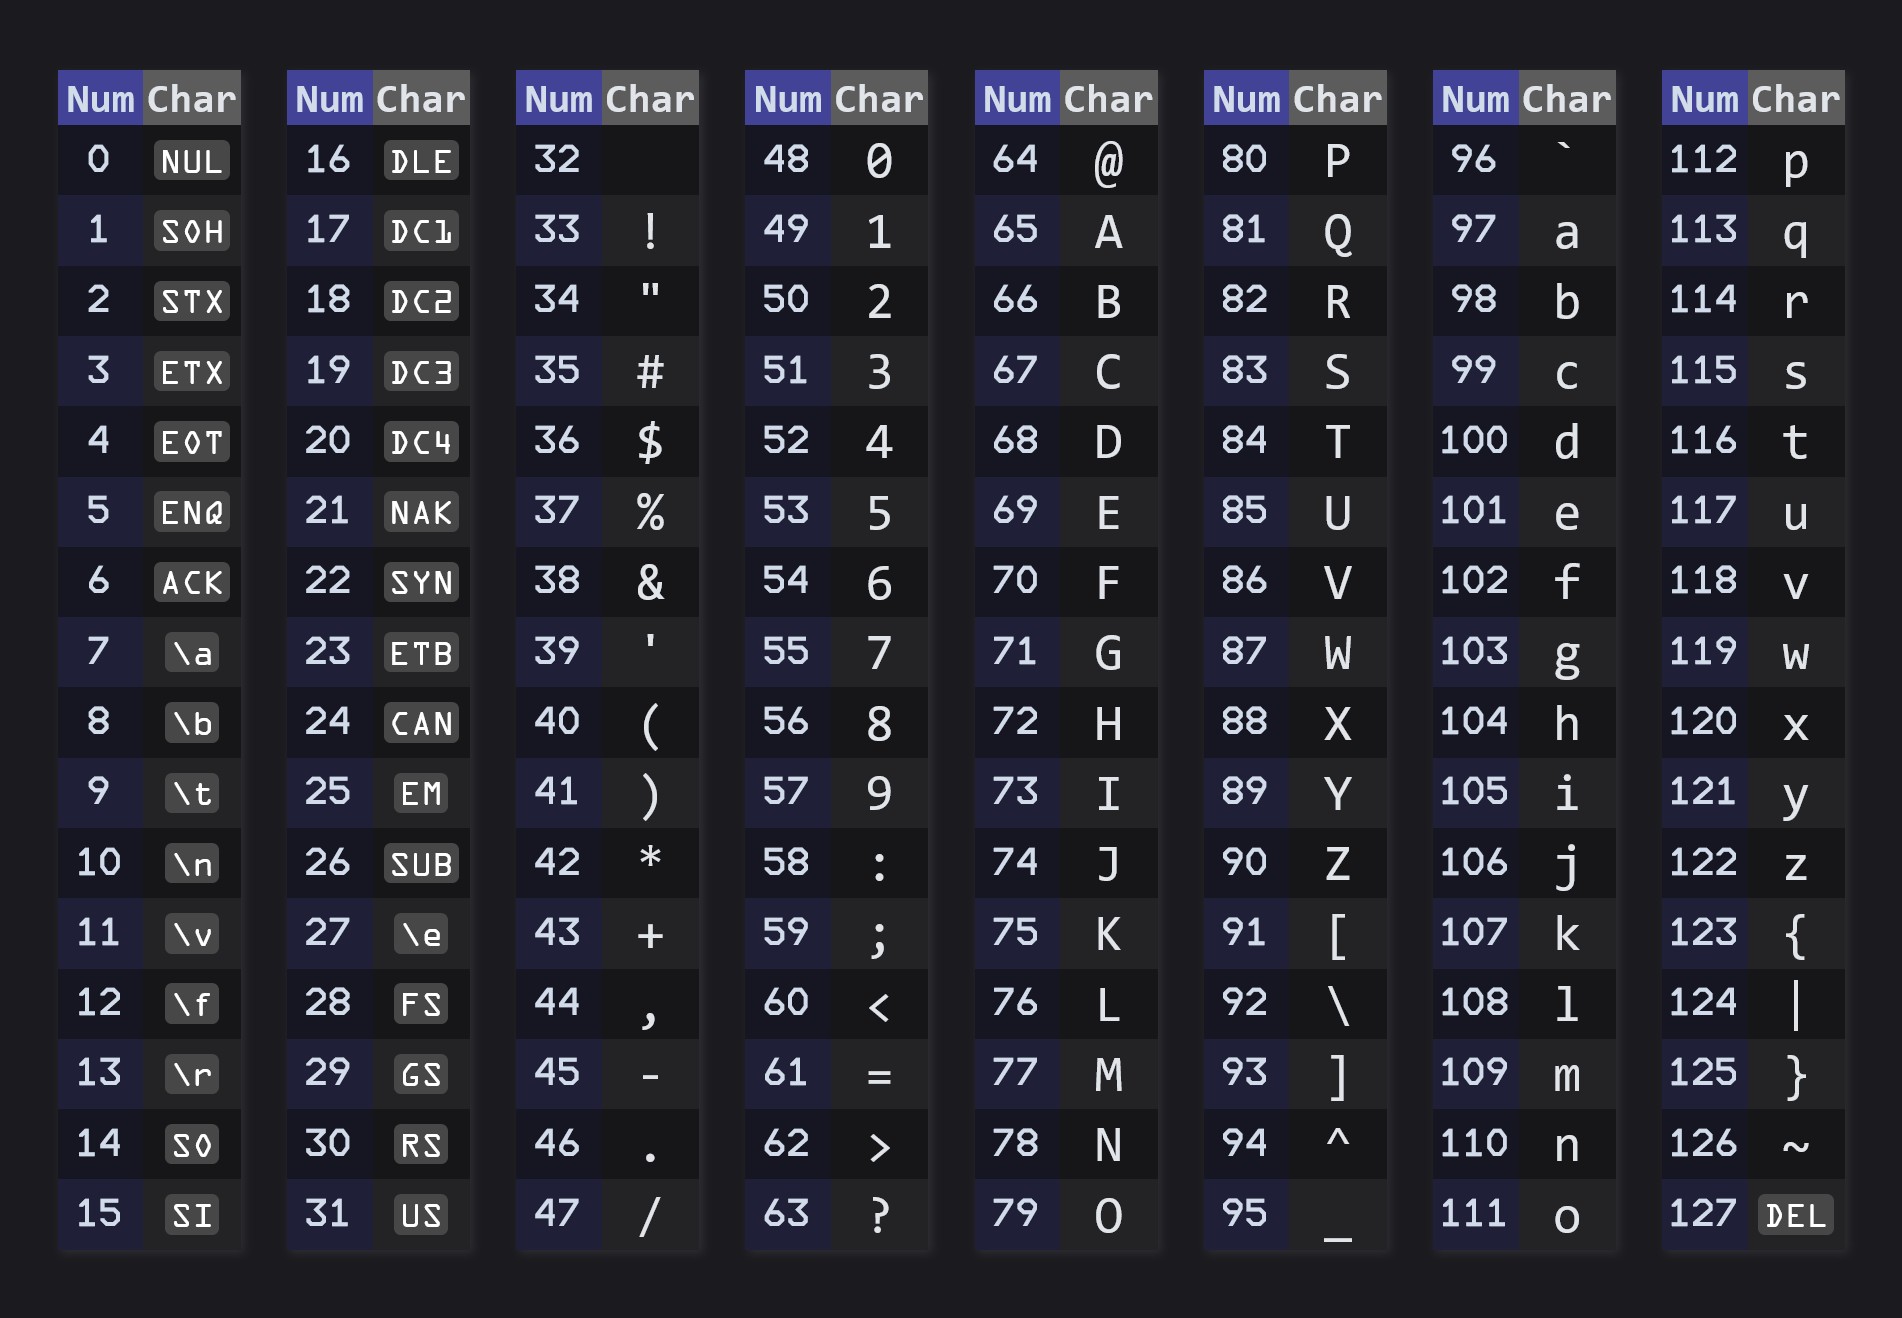 Num Char Num Char Num Char Num Char Num Char Num Char Num Char Num Char
0 NUL 16 DLE 32 48 0 64 @ 80 P 96 ` 112 p
1 SOH 17 DC1 33 ! 49 1 65 A 81 Q 97 a 113 q
2 STX 18 DC2 34 " 50 2 66 B 82 R 98 b 114 r
3 ETX 19 DC3 35 # 51 3 67 C 83 S 99 c 115 s
4 EOT 20 DC4 36 $ 52 4 68 D 84 T 100 d 116 t
5 ENQ 21 NAK 37 % 53 5 69 E 85 U 101 e 117 u
6 ACK 22 SYN 38 & 54 6 70 F 86 V 102 f 118 v
7 \a 23 ETB 39 ' 55 7 71 G 87 W 103 g 119 w
8 \b 24 CAN 40 ( 56 8 72 H 88 X 104 h 120 x
9 \t 25 EM 41 ) 57 9 73 I 89 Y 105 i 121 y
10 \n 26 SUB 42 * 58 : 74 J 90 Z 106 j 122 z
11 \v 27 \e 43 + 59 ; 75 K 91 [ 107 k 123 {
12 \f 28 FS 44 , 60 < 76 L 92 \ 108 l 124 |
13 \r 29 GS 45 - 61 = 77 M 93 ] 109 m 125 }
14 SO 30 RS 46 . 62 > 78 N 94 ^ 110 n 126 ~
15 SI 31 US 47 / 63 ? 79 O 95 _ 111 o 127 DEL